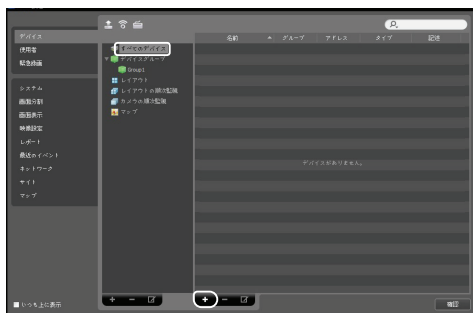 デバイス
使用者
緊急録画
システム
画面分割
画面表示
映像設定
レポート
最近のイベント
ネットワーク
サイト
マップ
いつも上に表示
すべてのデバイス
デバイスグループ
Group1
レイアウト
レイアウトの順次監視
カメラの順次監視
マップ
名前 グループ アドレス タイプ 記述
デバイスがありません。
確認